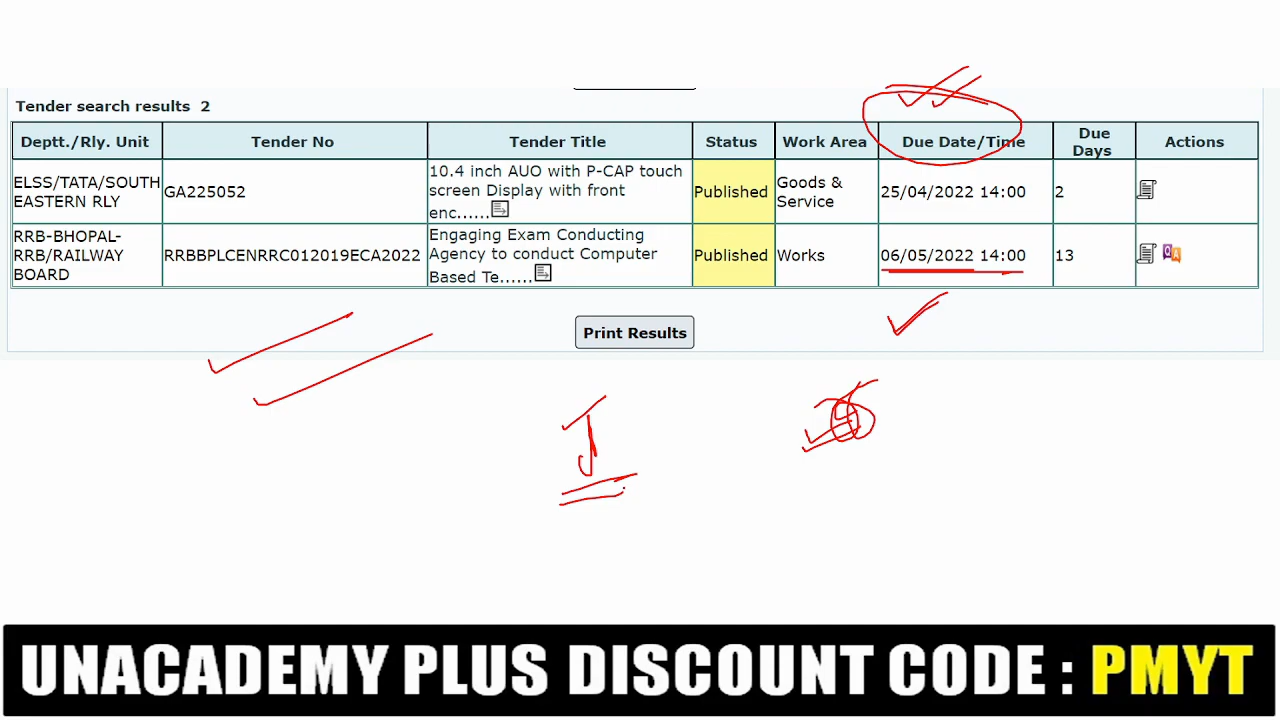 Tender search results 2
Deptt./Rly. Unit Tender No Tender Title Status Work Area Due Date/Time Due Days Actions
ELSS/TATA/SOUTH EASTERN RLY GA225052 10.4 inch AUO with P-CAP touch screen Display with front enc...... Published Goods & Service 25/04/2022 14:00 2
RRB-BHOPAL-RRB/RAILWAY BOARD RRBBPLCENRRC012019ECA2022 Engaging Exam Conducting Agency to conduct Computer Based Te...... Published Works 06/05/2022 14:00 13
Print Results
J
UNACADEMY PLUS DISCOUNT CODE : PMYT